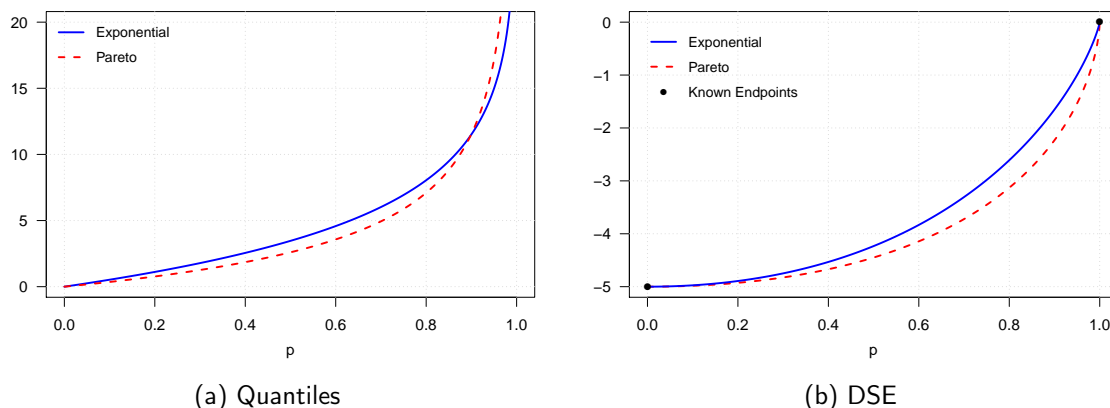 20
15
10
5
0
Exponential
Pareto
0.0 0.2 0.4 0.6 0.8 1.0
p
(a) Quantiles
0
−1
−2
−3
−4
−5
Exponential
Pareto
Known Endpoints
0.0 0.2 0.4 0.6 0.8 1.0
p
(b) DSE